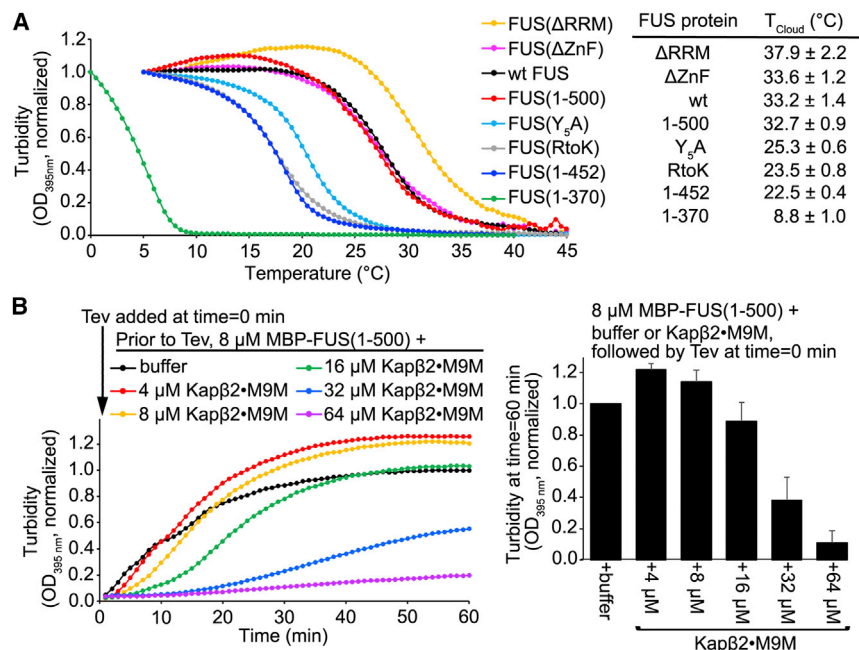 A
1.2
1.0
0.8
0.6
0.4
0.2
0.0
Turbidity
(OD395nm, normalized)
0 5 10 15 20 25 30 35 40 45
Temperature (°C)
FUS(ΔRRM)
FUS(ΔZnF)
wt FUS
FUS(1-500)
FUS(Y5A)
FUS(RtoK)
FUS(1-452)
FUS(1-370)
FUS protein TCloud (°C)
ΔRRM 37.9 ± 2.2
ΔZnF 33.6 ± 1.2
wt 33.2 ± 1.4
1-500 32.7 ± 0.9
Y5A 25.3 ± 0.6
RtoK 23.5 ± 0.8
1-452 22.5 ± 0.4
1-370 8.8 ± 1.0
B
Tev added at time=0 min
Prior to Tev, 8 µM MBP-FUS(1-500) +
buffer
4 µM Kapβ2•M9M
8 µM Kapβ2•M9M
16 µM Kapβ2•M9M
32 µM Kapβ2•M9M
64 µM Kapβ2•M9M
1.2
1.0
0.8
0.6
0.4
0.2
0.0
Turbidity
(OD395 nm, normalized)
0 10 20 30 40 50 60
Time (min)
8 µM MBP-FUS(1-500) +
buffer or Kapβ2•M9M,
followed by Tev at time=0 min
1.2
1.0
0.8
0.6
0.4
0.2
0.0
Turbidity at time=60 min
(OD395 nm, normalized)
+buffer
+4 µM
+8 µM
+16 µM
+32 µM
+64 µM
Kapβ2•M9M